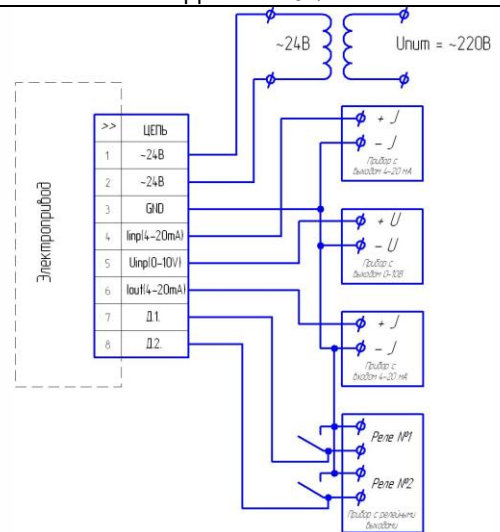 ~24В
Uпит = ~220В
Электропривод
>> ЦЕПЬ
1 ~24В
2 ~24В
3 GND
4 Iinp(4-20mA)
5 Uinp(0-10V)
6 Iout(4-20mA)
7 Д.1.
8 Д.2.
+ J
- J
Прибор с
выходом 4-20 мА
+ U
- U
Прибор с
выходом 0-10В
+ J
- J
Прибор с
входом 4-20 мА
Реле №1
Реле №2
Прибор с релейными
выходами